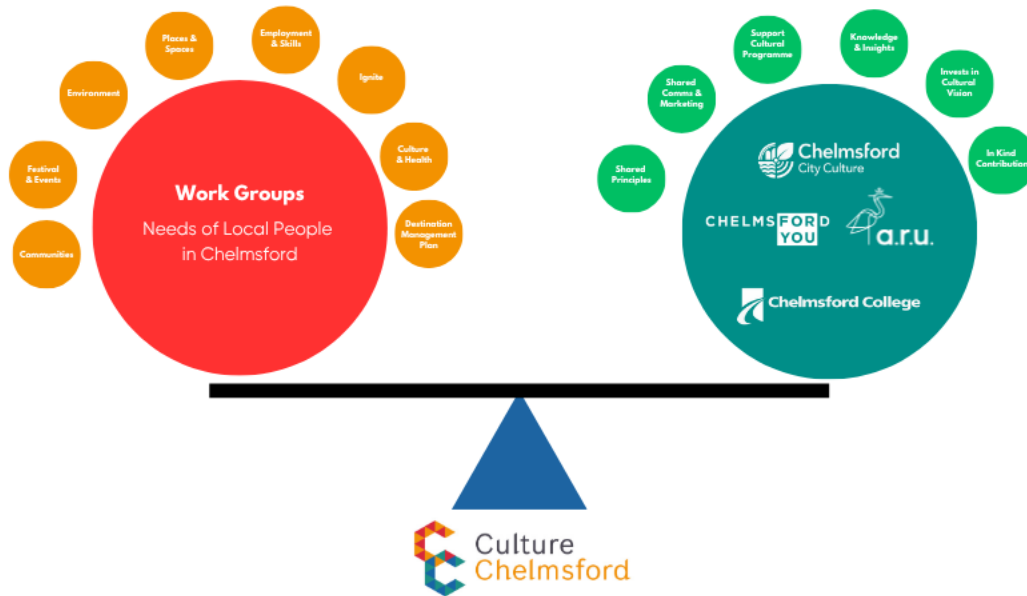 Places &
Spaces
Employment
& Skills
Ignite
Environment
Culture
& Health
Festival
& Events
Destination
Management
Plan
Communities
Work Groups
Needs of Local People
in Chelmsford
Support
Cultural
Programme
Knowledge
& Insights
Shared
Comms &
Marketing
Invests in
Cultural
Vision
Shared
Principles
In Kind
Contribution
Chelmsford
City Culture
CHELMSFORD
YOU
a.r.u.
Chelmsford College
Culture
Chelmsford